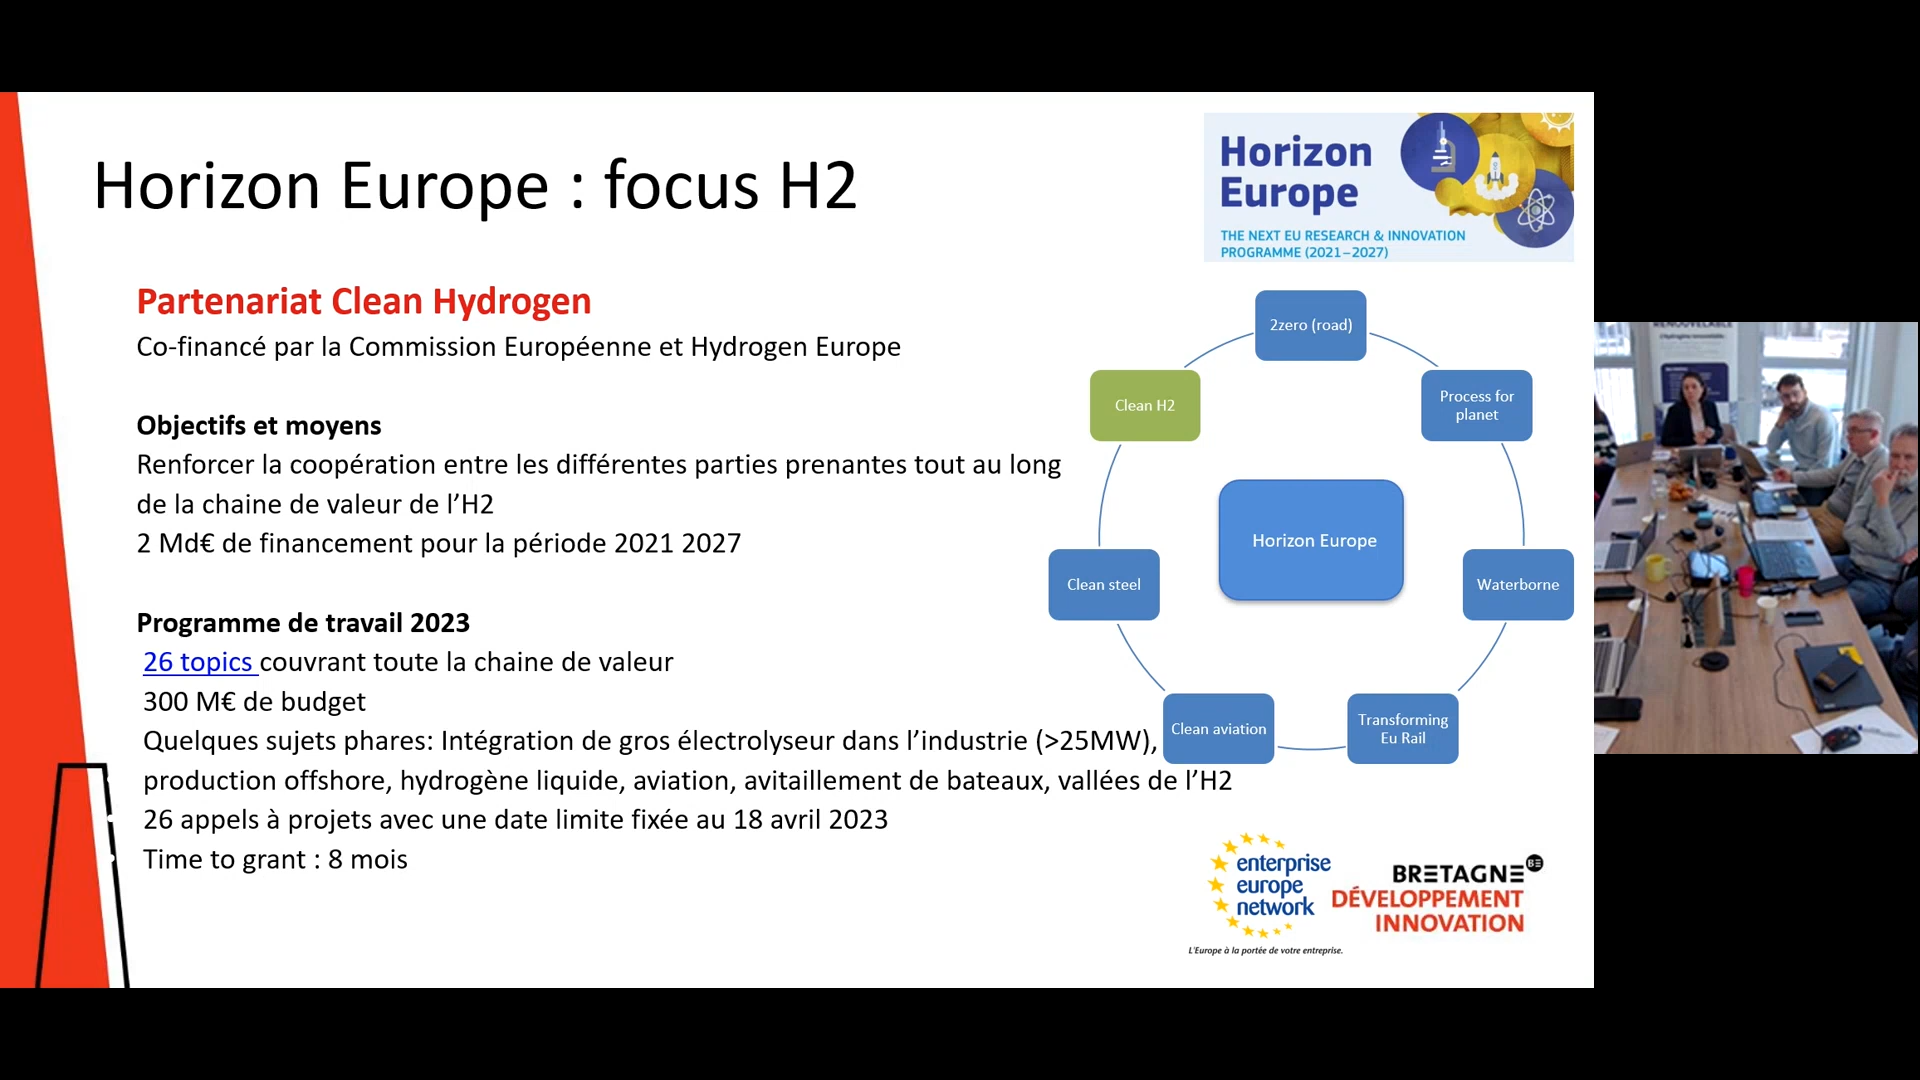 Horizon Europe : focus H2
Horizon
Europe
THE NEXT EU RESEARCH & INNOVATION
PROGRAMME (2021–2027)
Partenariat Clean Hydrogen
Co-financé par la Commission Européenne et Hydrogen Europe
Objectifs et moyens
Renforcer la coopération entre les différentes parties prenantes tout au long
de la chaine de valeur de l’H2
2 Md€ de financement pour la période 2021 2027
Programme de travail 2023
26 topics couvrant toute la chaine de valeur
300 M€ de budget
Quelques sujets phares: Intégration de gros électrolyseur dans l’industrie (>25MW),
production offshore, hydrogène liquide, aviation, avitaillement de bateaux, vallées de l’H2
26 appels à projets avec une date limite fixée au 18 avril 2023
Time to grant : 8 mois
2zero (road)
Process for
planet
Waterborne
Transforming
Eu Rail
Clean aviation
Clean steel
Clean H2
Horizon Europe
enterprise
europe
network
L'Europe à la portée de votre entreprise.
BRETAGNE
BE
DÉVELOPPEMENT
INNOVATION
RENOUVELABLE